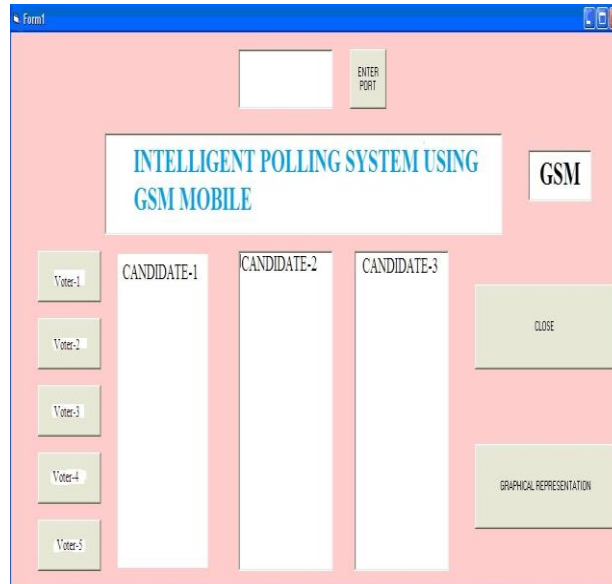 Form1
ENTER
PORT
INTELLIGENT POLLING SYSTEM USING
GSM MOBILE
GSM
CANDIDATE-1
CANDIDATE-2
CANDIDATE-3
Voter-1
Voter-2
Voter-3
Voter-4
Voter-5
CLOSE
GRAPHICAL REPRESENTATION